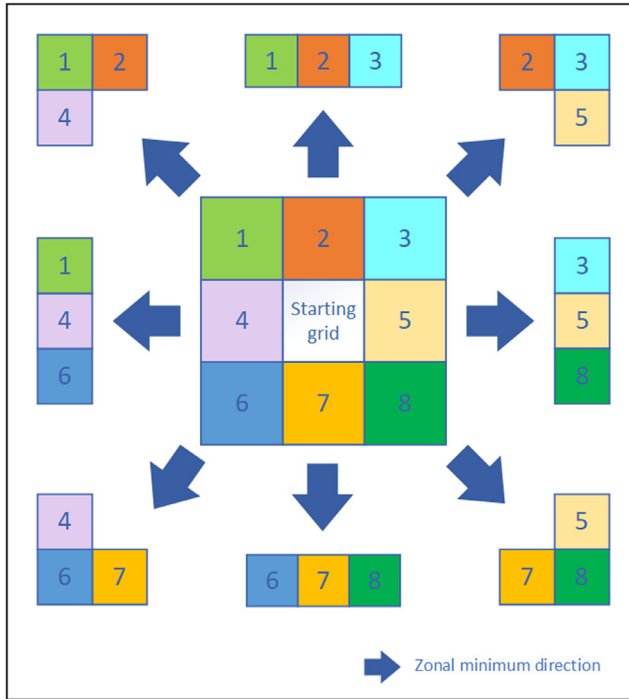 1 2 1 2 3 2 3
4 5
1 2 3
1 3
4 Starting grid 5
4 5
6 6 7 8 8
4 5
6 7 6 7 8 7 8
Zonal minimum direction